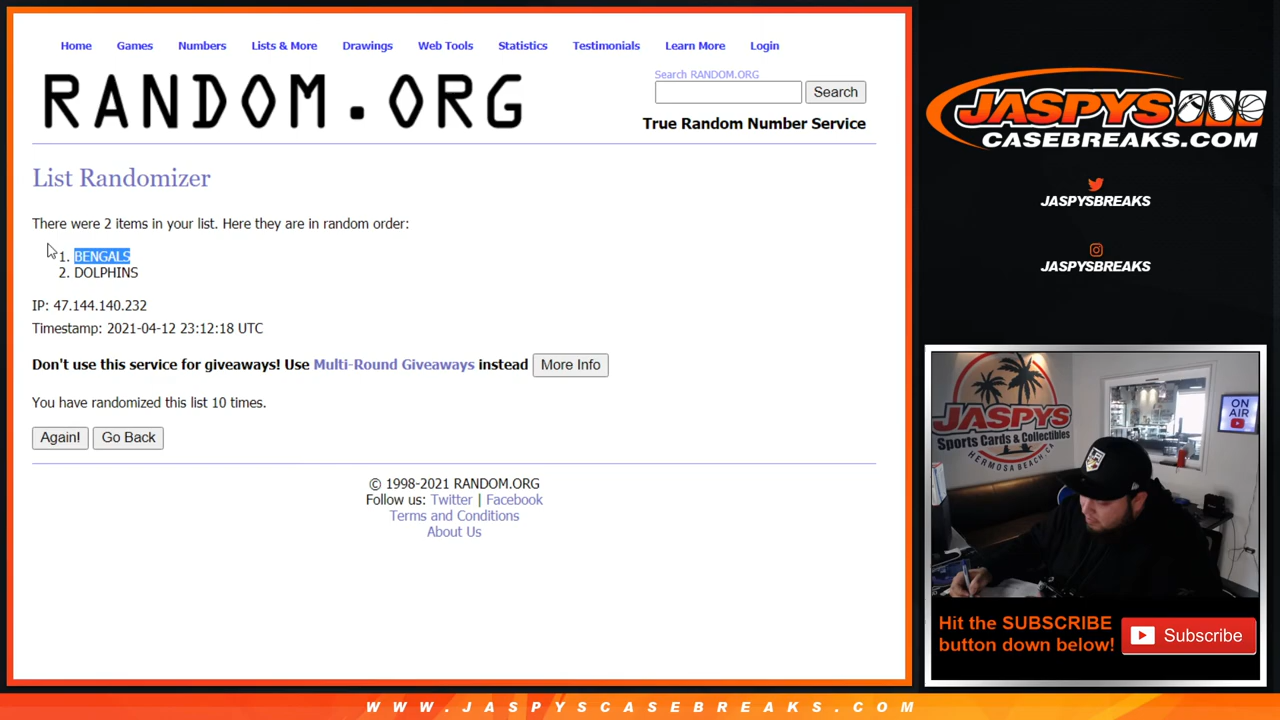 Home Games Numbers Lists & More Drawings Web Tools Statistics Testimonials Learn More Login
RANDOM.ORG
Search RANDOM.ORG
Search
True Random Number Service
List Randomizer
There were 2 items in your list. Here they are in random order:
1. BENGALS
2. DOLPHINS
IP: 47.144.140.232
Timestamp: 2021-04-12 23:12:18 UTC
Don't use this service for giveaways! Use Multi-Round Giveaways instead More Info
You have randomized this list 10 times.
Again! Go Back
© 1998-2021 RANDOM.ORG
Follow us: Twitter | Facebook
Terms and Conditions
About Us
JASPYS
CASEBREAKS.COM
JASPYSBREAKS
JASPYSBREAKS
JASPYS
Sports Cards & Collectibles
HERMOSA BEACH, CA
ON
AIR
Hit the SUBSCRIBE
button down below!
Subscribe
WWW.JASPYSCASEBREAKS.COM